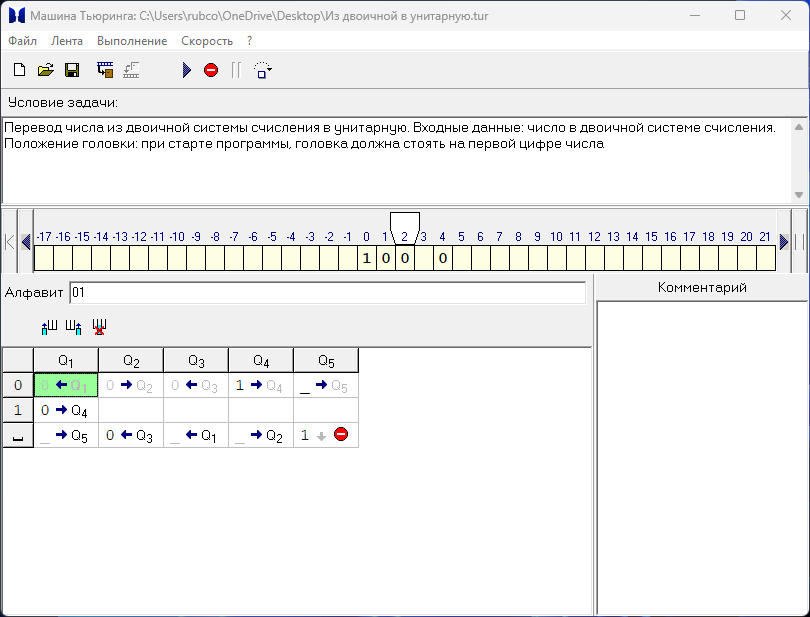 Машина Тьюринга: C:\Users\rubco\OneDrive\Desktop\Из двоичной в унитарную.tur
Файл Лента Выполнение Скорость ?
Условие задачи:
Перевод числа из двоичной системы счисления в унитарную. Входные данные: число в двоичной системе счисления.
Положение головки: при старте программы, головка должна стоять на первой цифре числа
-17 -16 -15 -14 -13 -12 -11 -10 -9 -8 -7 -6 -5 -4 -3 -2 -1 0 1 2 3 4 5 6 7 8 9 10 11 12 13 14 15 16 17 18 19 20 21
1 0 0 0
Алфавит 01
Комментарий
Q1 Q2 Q3 Q4 Q5
0 0 ← Q1 0 → Q2 0 ← Q3 1 → Q4 _ → Q5
1 0 → Q4
_ → Q5 0 ← Q3 _ ← Q1 _ → Q2 1 ↓